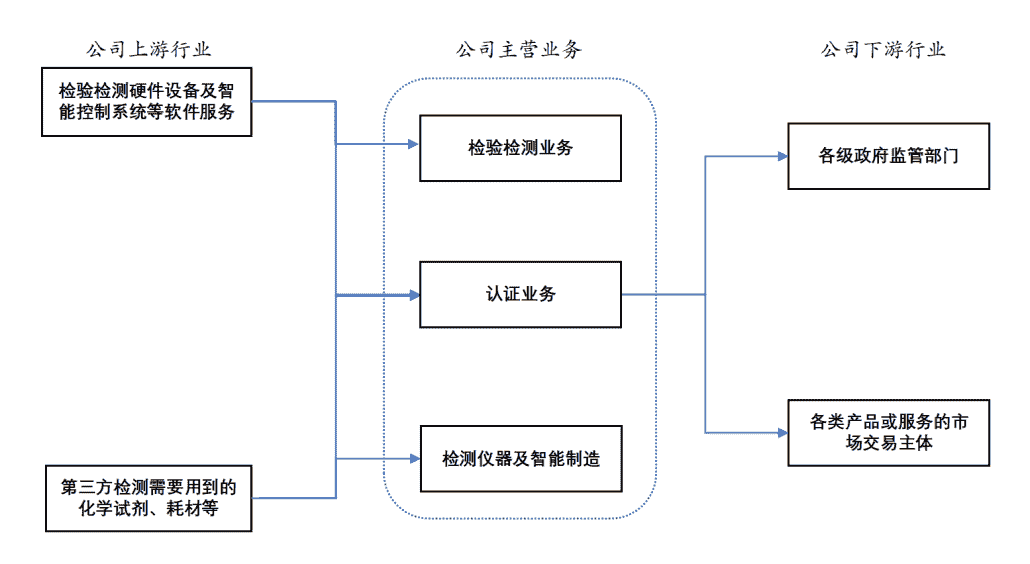 公司上游行业
公司主营业务
公司下游行业
检验检测硬件设备及智
能控制系统等软件服务
检验检测业务
各级政府监管部门
认证业务
各类产品或服务的市
场交易主体
检测仪器及智能制造
第三方检测需要用到的
化学试剂、耗材等